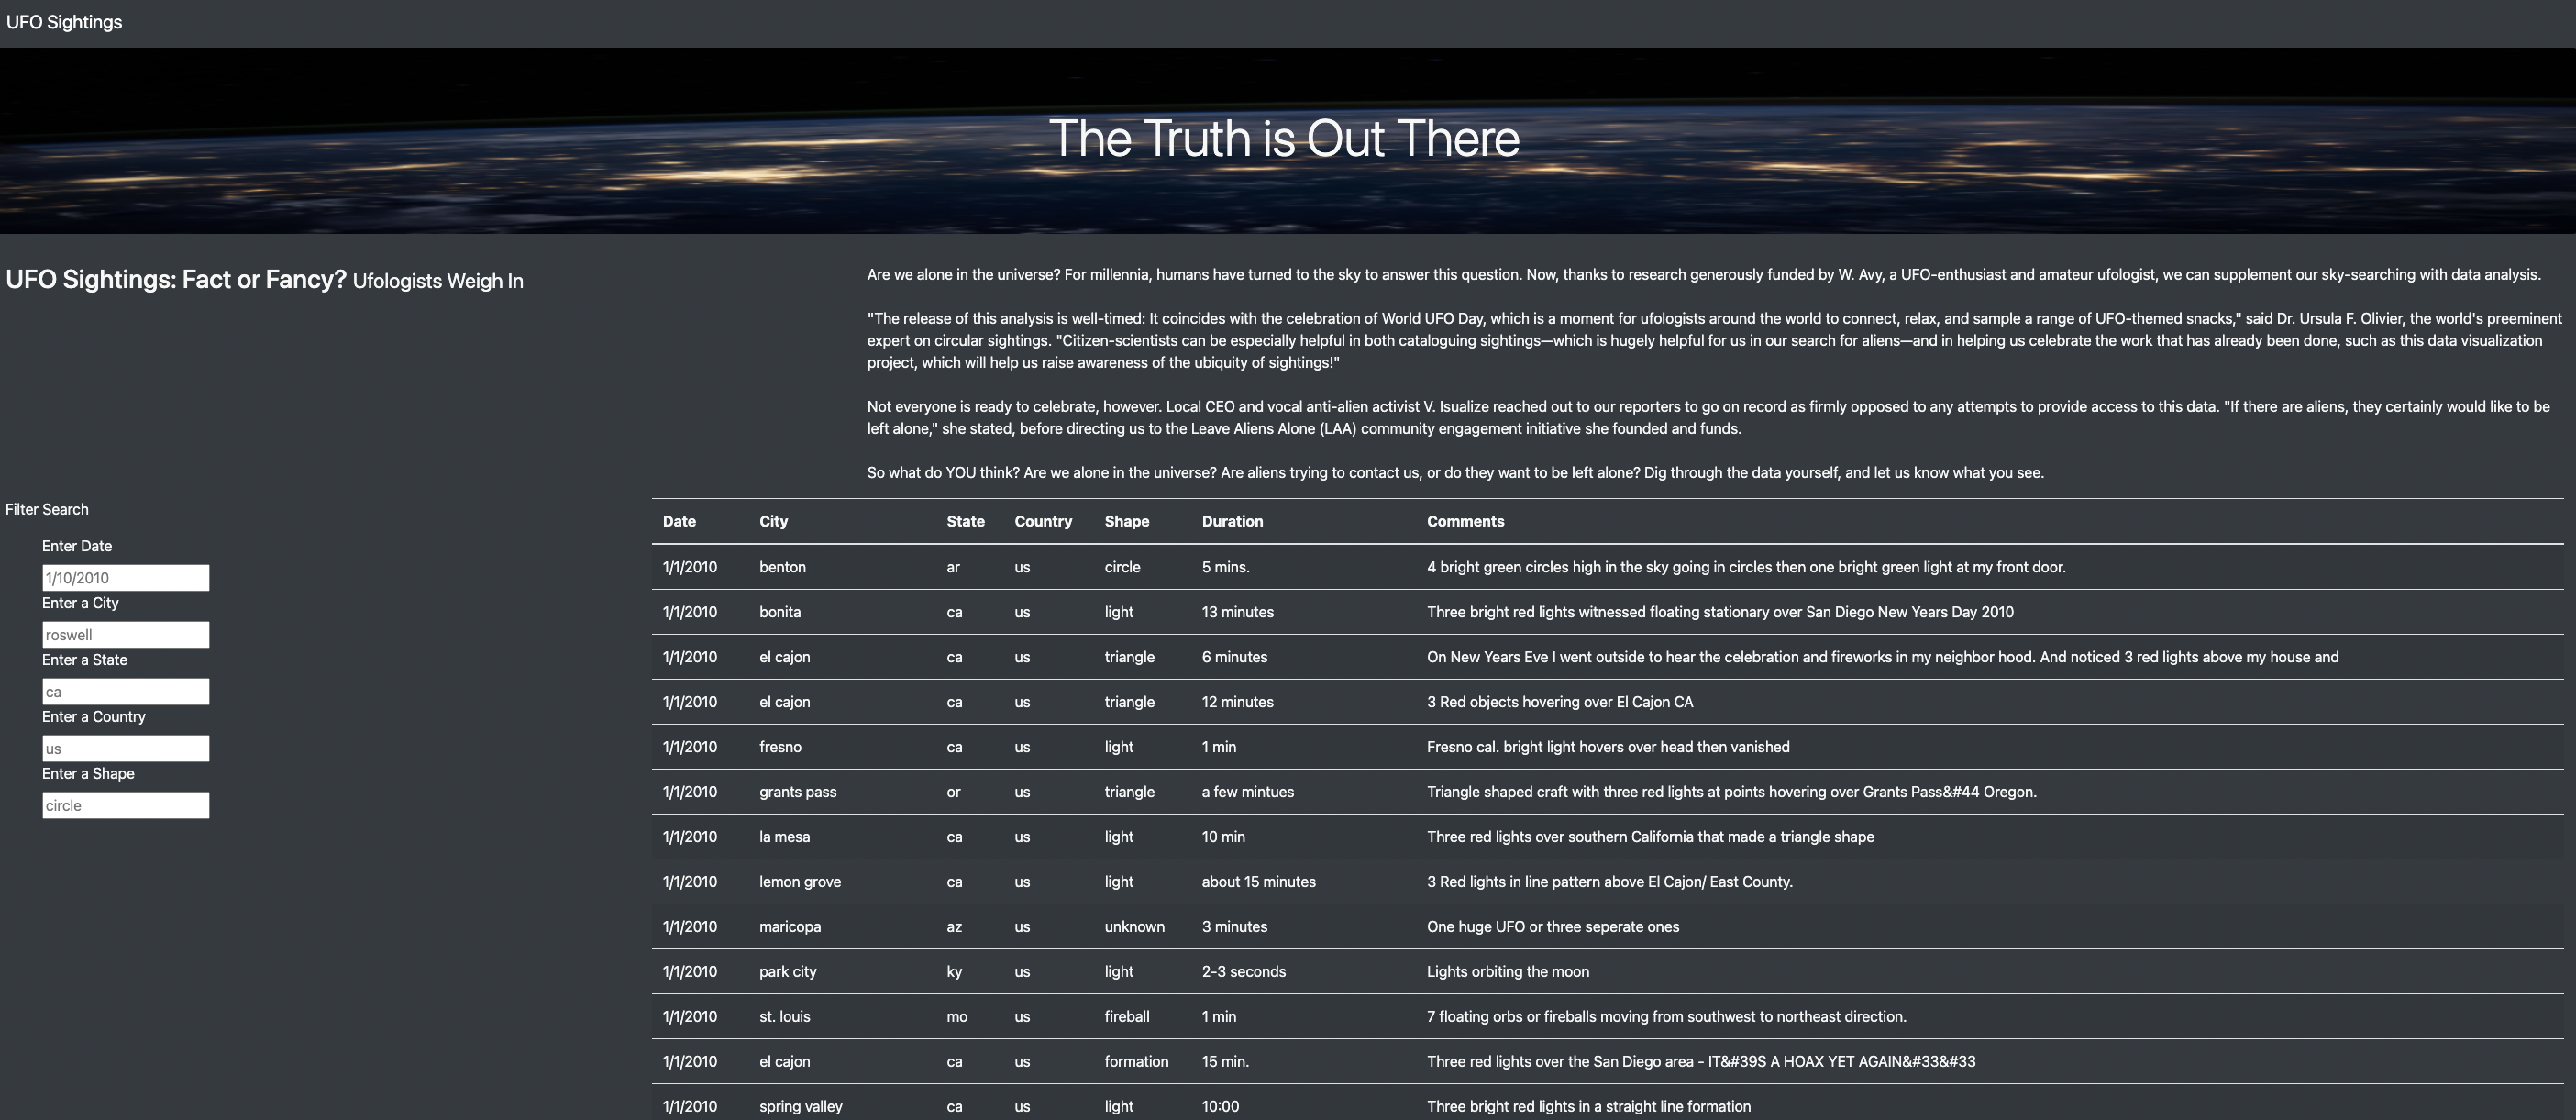 UFO Sightings
The Truth is Out There
UFO Sightings: Fact or Fancy? Ufologists Weigh In
Are we alone in the universe? For millennia, humans have turned to the sky to answer this question. Now, thanks to research generously funded by W. Avy, a UFO-enthusiast and amateur ufologist, we can supplement our sky-searching with data analysis.
"The release of this analysis is well-timed: It coincides with the celebration of World UFO Day, which is a moment for ufologists around the world to connect, relax, and sample a range of UFO-themed snacks," said Dr. Ursula F. Olivier, the world's preeminent
expert on circular sightings. "Citizen-scientists can be especially helpful in both cataloguing sightings—which is hugely helpful for us in our search for aliens—and in helping us celebrate the work that has already been done, such as this data visualization
project, which will help us raise awareness of the ubiquity of sightings!"
Not everyone is ready to celebrate, however. Local CEO and vocal anti-alien activist V. Isualize reached out to our reporters to go on record as firmly opposed to any attempts to provide access to this data. "If there are aliens, they certainly would like to be
left alone," she stated, before directing us to the Leave Aliens Alone (LAA) community engagement initiative she founded and funds.
So what do YOU think? Are we alone in the universe? Are aliens trying to contact us, or do they want to be left alone? Dig through the data yourself, and let us know what you see.
Filter Search
Enter Date
1/10/2010
Enter a City
roswell
Enter a State
ca
Enter a Country
us
Enter a Shape
circle
Date City State Country Shape Duration Comments
1/1/2010 benton ar us circle 5 mins. 4 bright green circles high in the sky going in circles then one bright green light at my front door.
1/1/2010 bonita ca us light 13 minutes Three bright red lights witnessed floating stationary over San Diego New Years Day 2010
1/1/2010 el cajon ca us triangle 6 minutes On New Years Eve I went outside to hear the celebration and fireworks in my neighbor hood. And noticed 3 red lights above my house and
1/1/2010 el cajon ca us triangle 12 minutes 3 Red objects hovering over El Cajon CA
1/1/2010 fresno ca us light 1 min Fresno cal. bright light hovers over head then vanished
1/1/2010 grants pass or us triangle a few mintues Triangle shaped craft with three red lights at points hovering over Grants Pass&#44 Oregon.
1/1/2010 la mesa ca us light 10 min Three red lights over southern California that made a triangle shape
1/1/2010 lemon grove ca us light about 15 minutes 3 Red lights in line pattern above El Cajon/ East County.
1/1/2010 maricopa az us unknown 3 minutes One huge UFO or three seperate ones
1/1/2010 park city ky us light 2-3 seconds Lights orbiting the moon
1/1/2010 st. louis mo us fireball 1 min 7 floating orbs or fireballs moving from southwest to northeast direction.
1/1/2010 el cajon ca us formation 15 min. Three red lights over the San Diego area - IT&#39S A HOAX YET AGAIN&#33&#33
1/1/2010 spring valley ca us light 10:00 Three bright red lights in a straight line formation